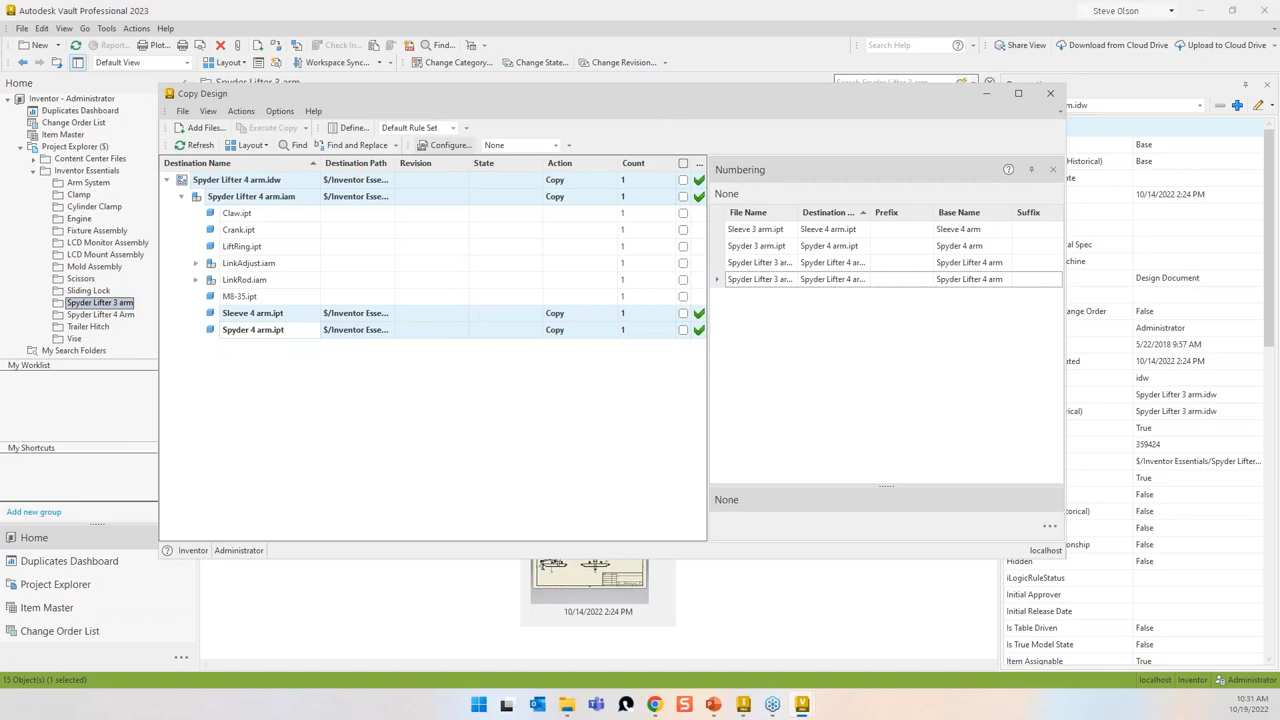 Autodesk Vault Professional 2023
Steve Olson
File Edit View Go Tools Actions Help
New Report... Plot... Check In... Find... Search Help Share View Download from Cloud Drive Upload to Cloud Drive
Default View Layout Workspace Sync... Change Category... Change State... Change Revision...
Home
Spyder Lifter 3 arm
Inventor - Administrator
Duplicates Dashboard
Change Order List
Item Master
Project Explorer ($)
Content Center Files
Inventor Essentials
Arm System
Clamp
Cylinder Clamp
Engine
Fixture Assembly
LCD Monitor Assembly
Mold Assembly
Scissors
Sliding Lock
Spyder Lifter 3 arm
Spyder Lifter 4 Arm
Trailer Hitch
Vise
My Search Folders
My Worklist
My Shortcuts
Add new group
Home
Duplicates Dashboard
Project Explorer
Item Master
Change Order List
Copy Design
File View Actions Options Help
Add Files... Execute Copy Define... Default Rule Set
Refresh Layout Find Find and Replace Configure... None
Destination Name Destination Path Revision State Action Count ...
Spyder Lifter 4 arm.idw $/Inventor Esse... Copy 1
Spyder Lifter 4 arm.iam $/Inventor Esse... Copy 1
Claw.ipt 1
Crank.ipt 1
LiftRing.ipt 1
LinkAdjust.iam 1
LinkRod.iam 1
M8-35.ipt 1
Sleeve 4 arm.ipt $/Inventor Esse... Copy 1
Spyder 4 arm.ipt $/Inventor Esse... Copy 1
Numbering
None
File Name Destination ... Prefix Base Name Suffix
Sleeve 3 arm.ipt Sleeve 4 arm.ipt Sleeve 4 arm
Spyder 3 arm.ipt Spyder 4 arm.ipt Spyder 4 arm
Spyder Lifter 3 ar... Spyder Lifter 4 ar... Spyder Lifter 4 arm
Spyder Lifter 3 ar... Spyder Lifter 4 ar... Spyder Lifter 4 arm
None
Inventor Administrator localhost
10/14/2022 2:24 PM
Base
Base
10/14/2022 2:24 PM
Design Document
Administrator
5/22/2018 9:57 AM
10/14/2022 2:24 PM
idw
Spyder Lifter 3 arm.idw
Spyder Lifter 3 arm.idw
True
359424
$/Inventor Essentials/Spyder Lifter...
True
False
False
False
False
Hidden False
iLogicRuleStatus
Initial Approver
Initial Release Date
Is Table Driven False
Is True Model State False
Item Assignable True
15 Object(s) (1 selected)
localhost Inventor Administrator
10:31 AM
10/19/2022